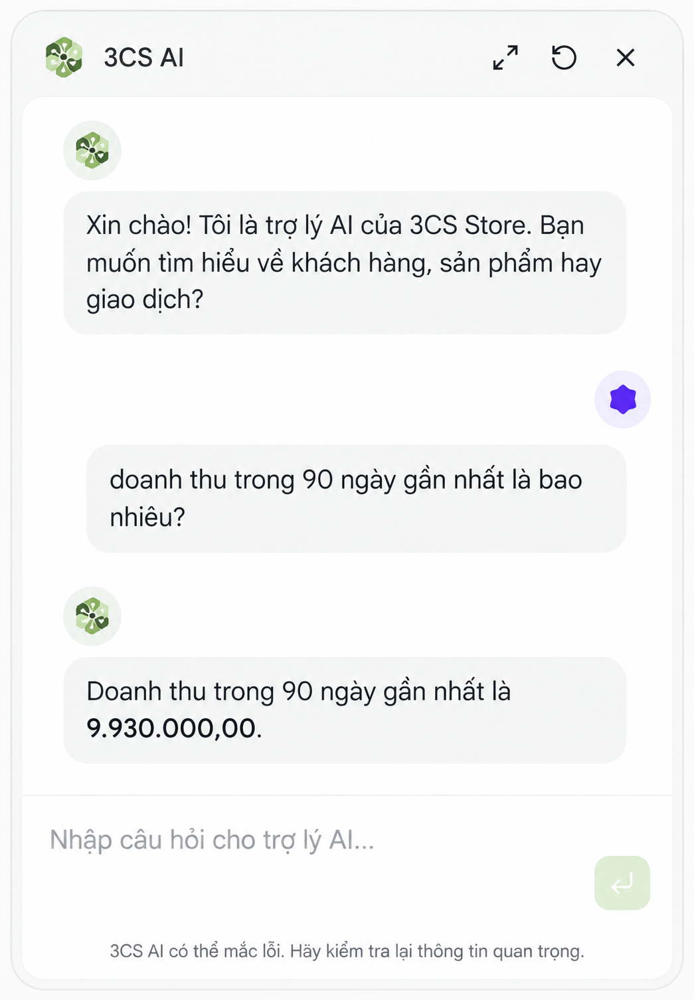 3CS AI
Xin chào! Tôi là trợ lý AI của 3CS Store. Bạn
muốn tìm hiểu về khách hàng, sản phẩm hay
giao dịch?
doanh thu trong 90 ngày gần nhất là bao
nhiêu?
Doanh thu trong 90 ngày gần nhất là
9.930.000,00.
Nhập câu hỏi cho trợ lý AI...
3CS AI có thể mắc lỗi. Hãy kiểm tra lại thông tin quan trọng.